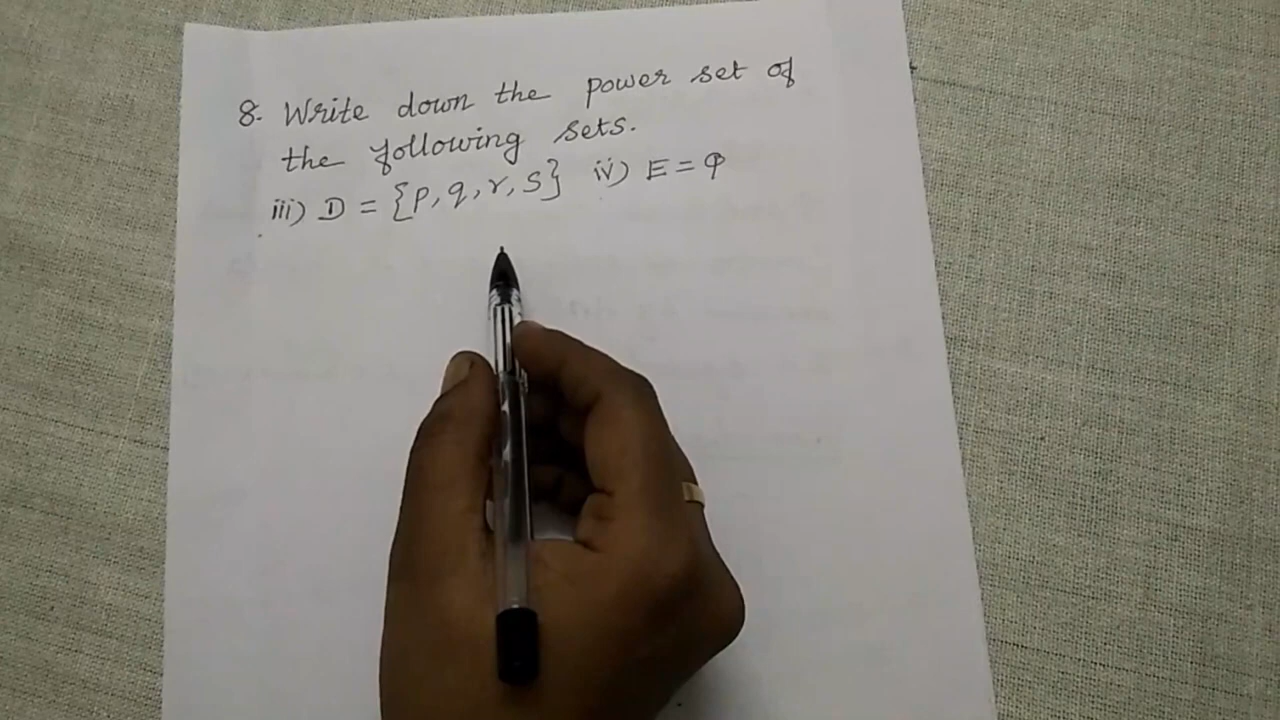 8. Write down the power set of
the following sets.
iii) D = {p, q, r, s} iv) E = φ